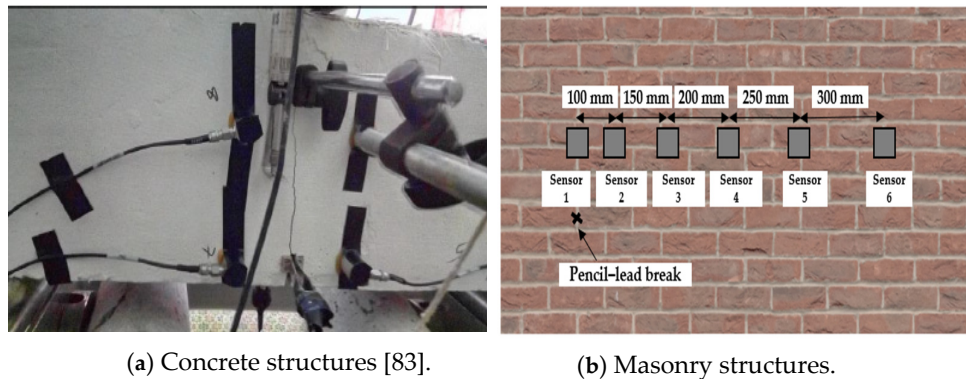 100 mm 150 mm 200 mm 250 mm 300 mm
Sensor Sensor Sensor Sensor Sensor Sensor
1 2 3 4 5 6
Pencil–lead break
(a) Concrete structures [83].
(b) Masonry structures.